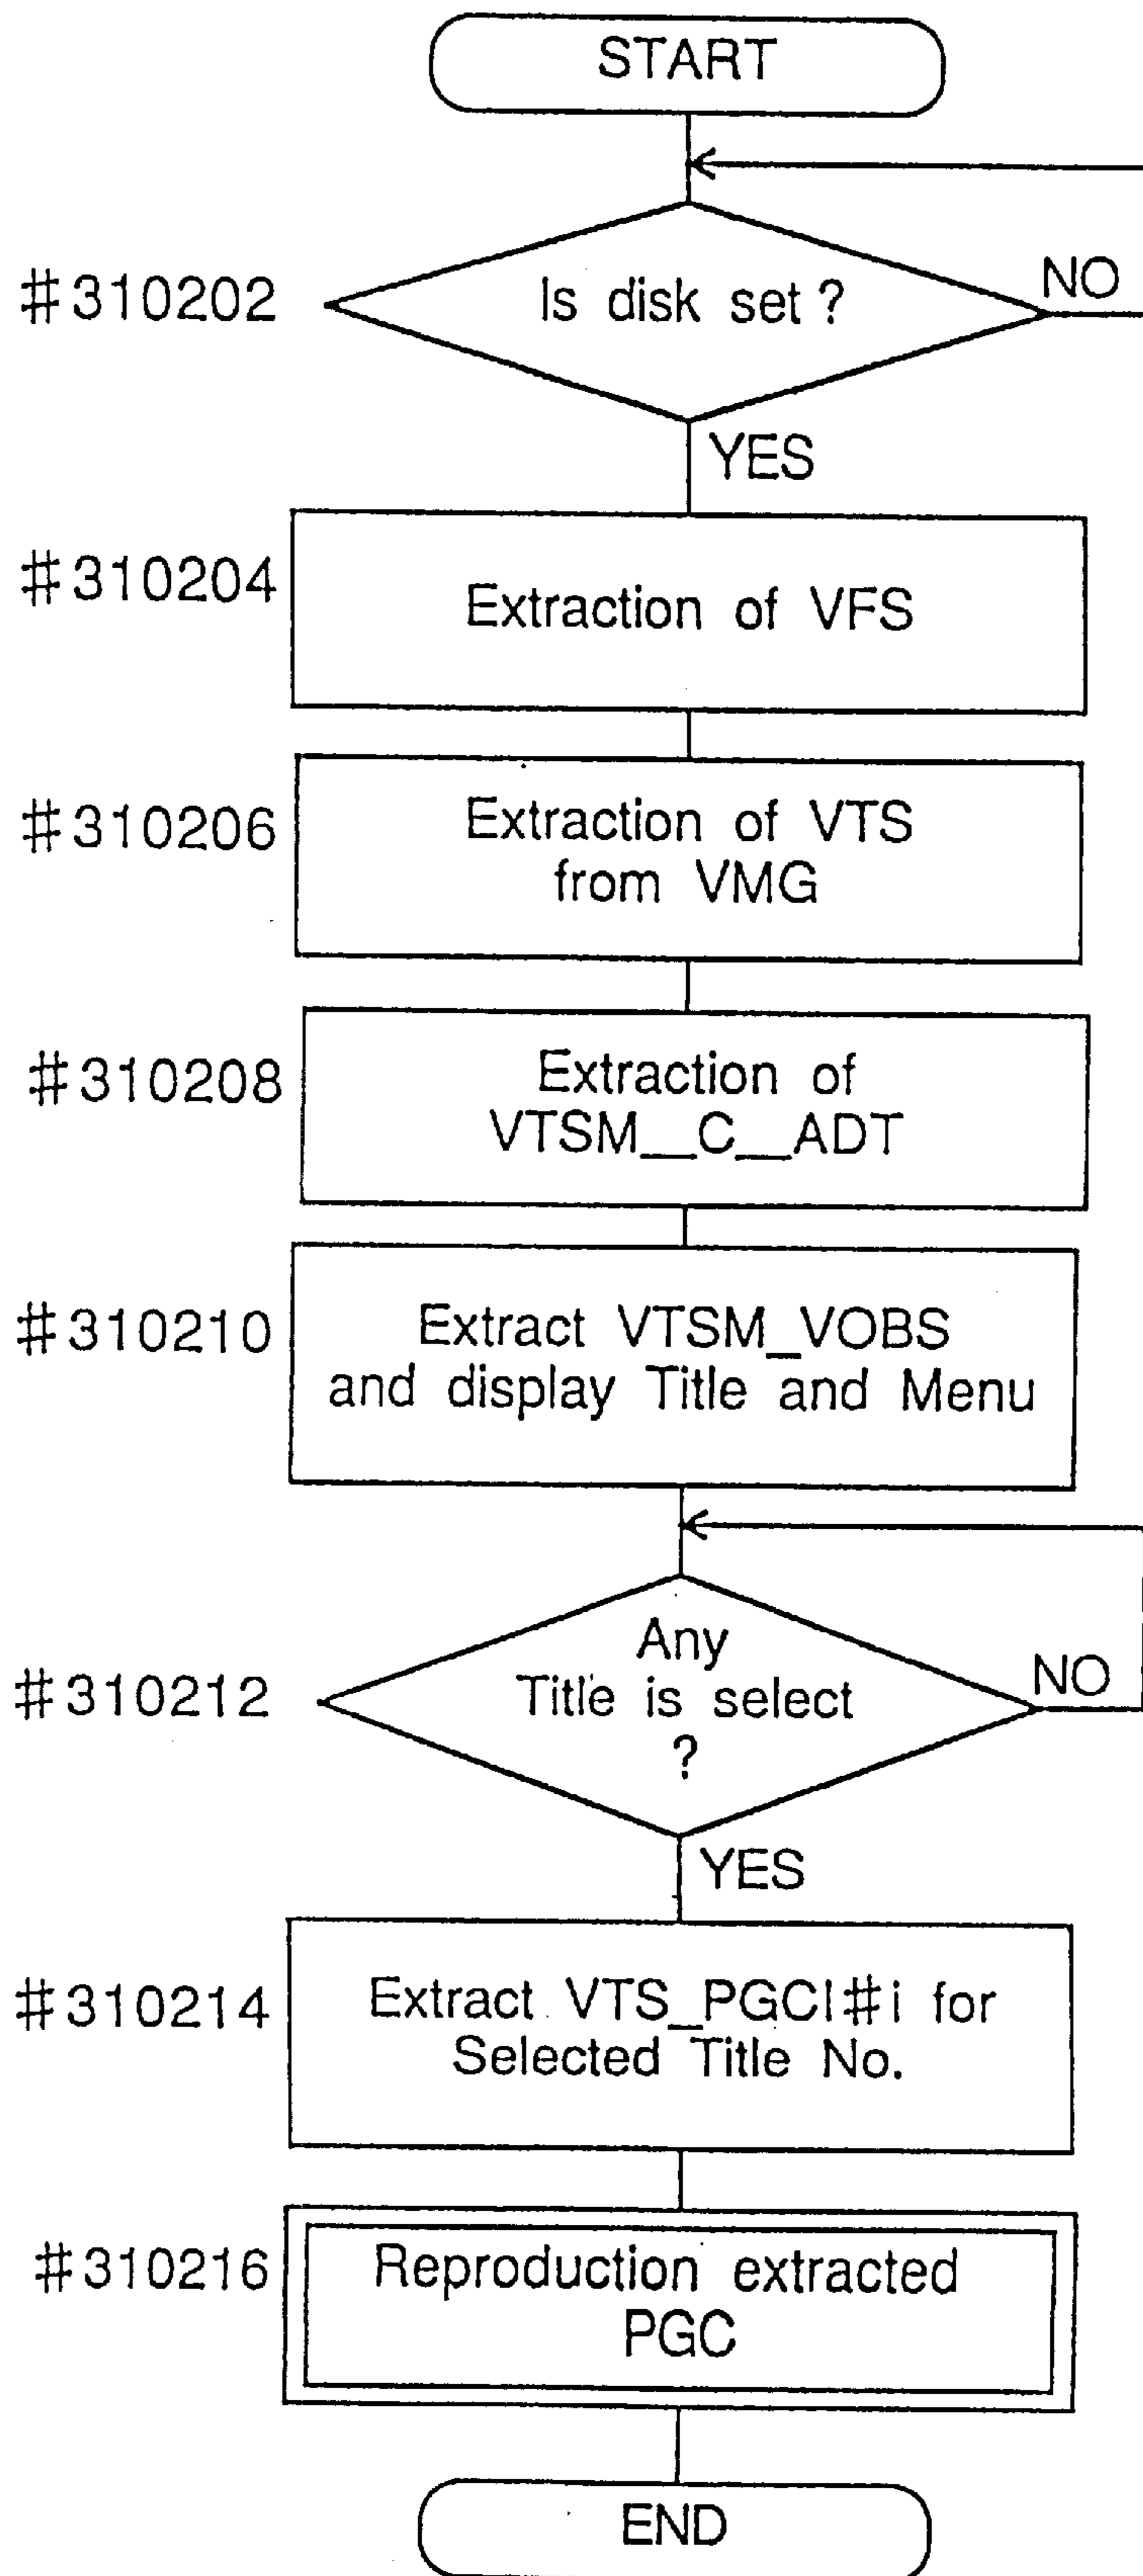 START
#310202
Is disk set ?
NO
YES
#310204
Extraction of VFS
#310206
Extraction of VTS
from VMG
#310208
Extraction of
VTSM__C__ADT
#310210
Extract VTSM_VOBS
and display Title and Menu
#310212
Any
Title is select
?
NO
YES
#310214
Extract VTS_PGCI#i for
Selected Title No.
#310216
Reproduction extracted
PGC
END